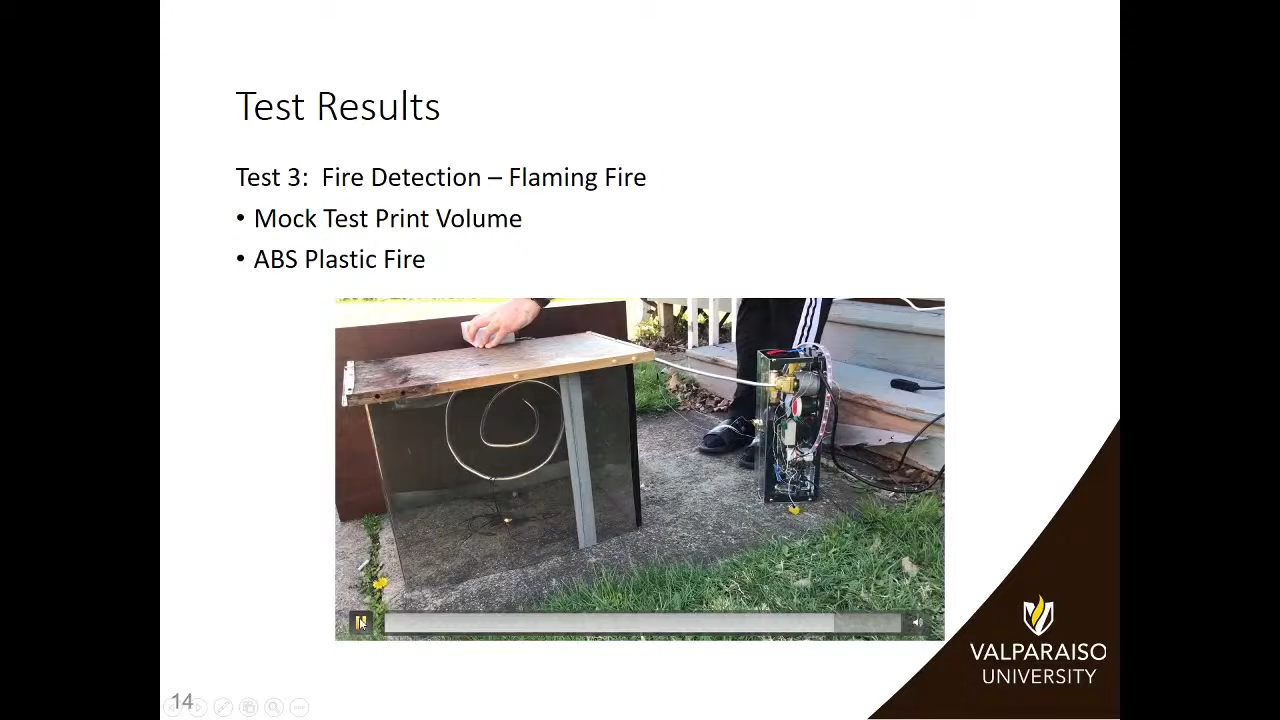 Test Results
Test 3:  Fire Detection – Flaming Fire
• Mock Test Print Volume
• ABS Plastic Fire
VALPARAISO
UNIVERSITY
14